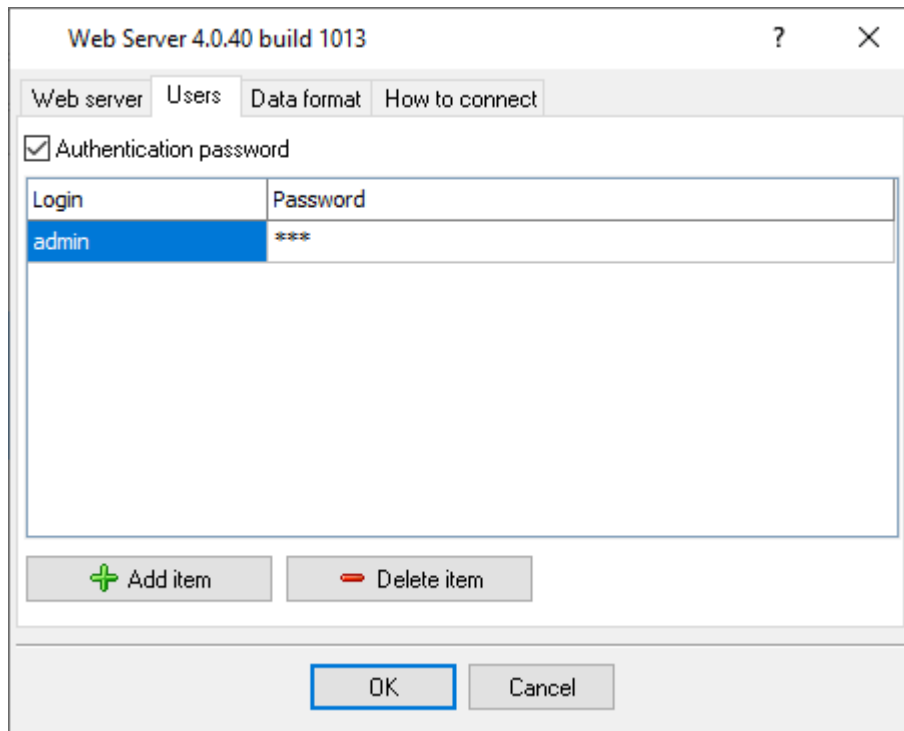 Web Server 4.0.40 build 1013 ?
Web server Users Data format How to connect
Authentication password
Login Password
admin ***
Add item Delete item
OK Cancel